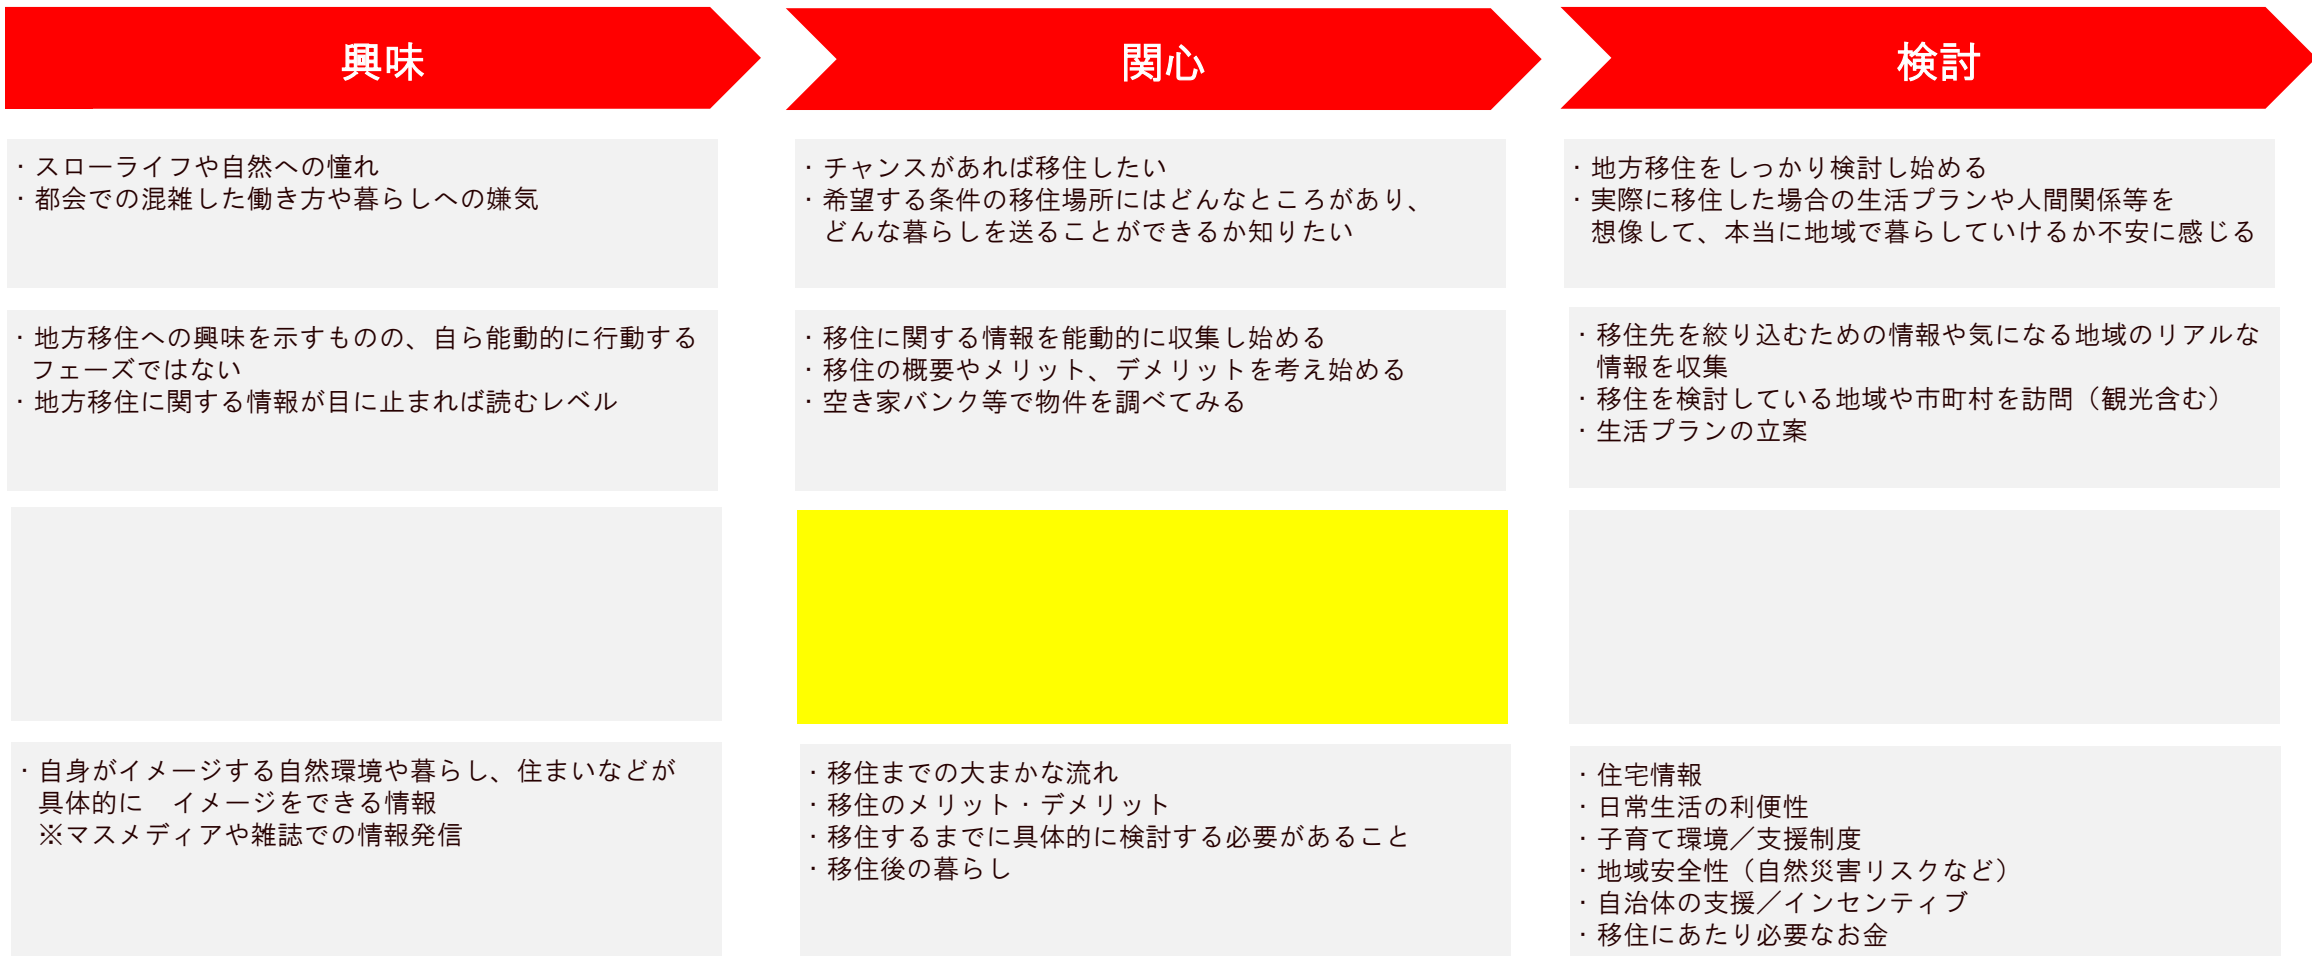 興味
関心
検討
・スローライフや自然への憧れ
・都会での混雑した働き方や暮らしへの嫌気
・チャンスがあれば移住したい
・希望する条件の移住場所にはどんなところがあり、
どんな暮らしを送ることができるか知りたい
・地方移住をしっかり検討し始める
・実際に移住した場合の生活プランや人間関係等を
想像して、本当に地域で暮らしていけるか不安に感じる
・地方移住への興味を示すものの、自ら能動的に行動する
フェーズではない
・地方移住に関する情報が目に止まれば読むレベル
・移住に関する情報を能動的に収集し始める
・移住の概要やメリット、デメリットを考え始める
・空き家バンク等で物件を調べてみる
・移住先を絞り込むための情報や気になる地域のリアルな
情報を収集
・移住を検討している地域や市町村を訪問（観光含む）
・生活プランの立案
・自身がイメージする自然環境や暮らし、住まいなどが
具体的に　イメージをできる情報
※マスメディアや雑誌での情報発信
・移住までの大まかな流れ
・移住のメリット・デメリット
・移住するまでに具体的に検討する必要があること
・移住後の暮らし
・住宅情報
・日常生活の利便性
・子育て環境／支援制度
・地域安全性（自然災害リスクなど）
・自治体の支援／インセンティブ
・移住にあたり必要なお金